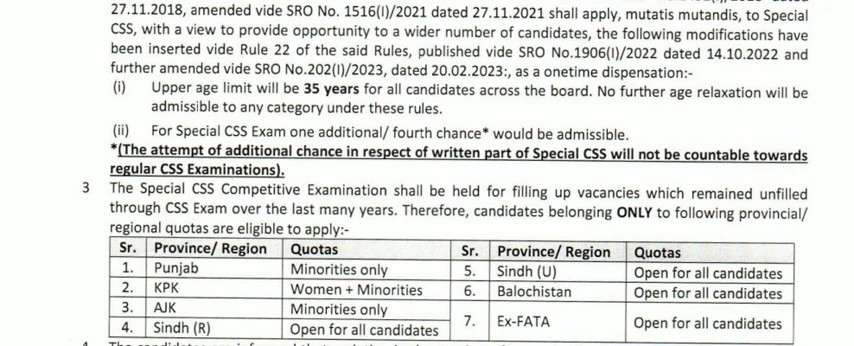 27.11.2018, amended vide SRO No. 1516(I)/2021 dated 27.11.2021 shall apply, mutatis mutandis, to Special
CSS, with a view to provide opportunity to a wider number of candidates, the following modifications have
been inserted vide Rule 22 of the said Rules, published vide SRO No.1906(I)/2022 dated 14.10.2022 and
further amended vide SRO No.202(I)/2023, dated 20.02.2023:, as a onetime dispensation:-
(i) Upper age limit will be 35 years for all candidates across the board. No further age relaxation will be
admissible to any category under these rules.
(ii) For Special CSS Exam one additional/ fourth chance* would be admissible.
*(The attempt of additional chance in respect of written part of Special CSS will not be countable towards
regular CSS Examinations).
3 The Special CSS Competitive Examination shall be held for filling up vacancies which remained unfilled
through CSS Exam over the last many years. Therefore, candidates belonging ONLY to following provincial/
regional quotas are eligible to apply:-
Sr. Province/ Region Quotas Sr. Province/ Region Quotas
1. Punjab Minorities only 5. Sindh (U) Open for all candidates
2. KPK Women + Minorities 6. Balochistan Open for all candidates
3. AJK Minorities only
7. Ex-FATA Open for all candidates
4. Sindh (R) Open for all candidates